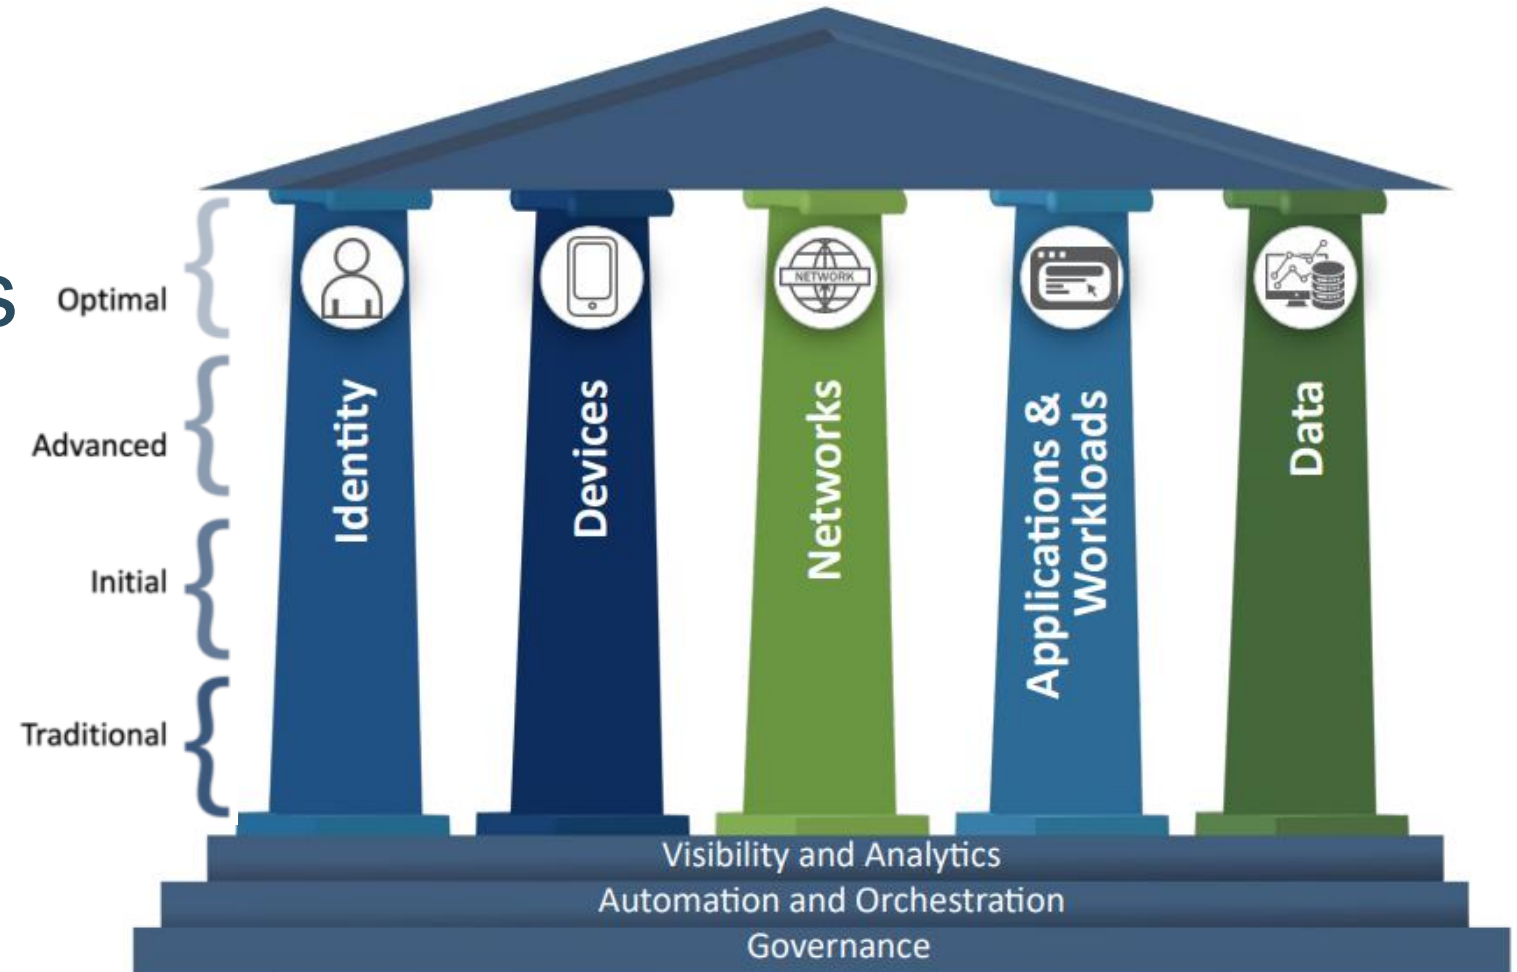 s
Optimal
Advanced
Initial
Traditional
Identity
Devices
NETWORK
Networks
Applications &
Workloads
Data
Visibility and Analytics
Automation and Orchestration
Governance